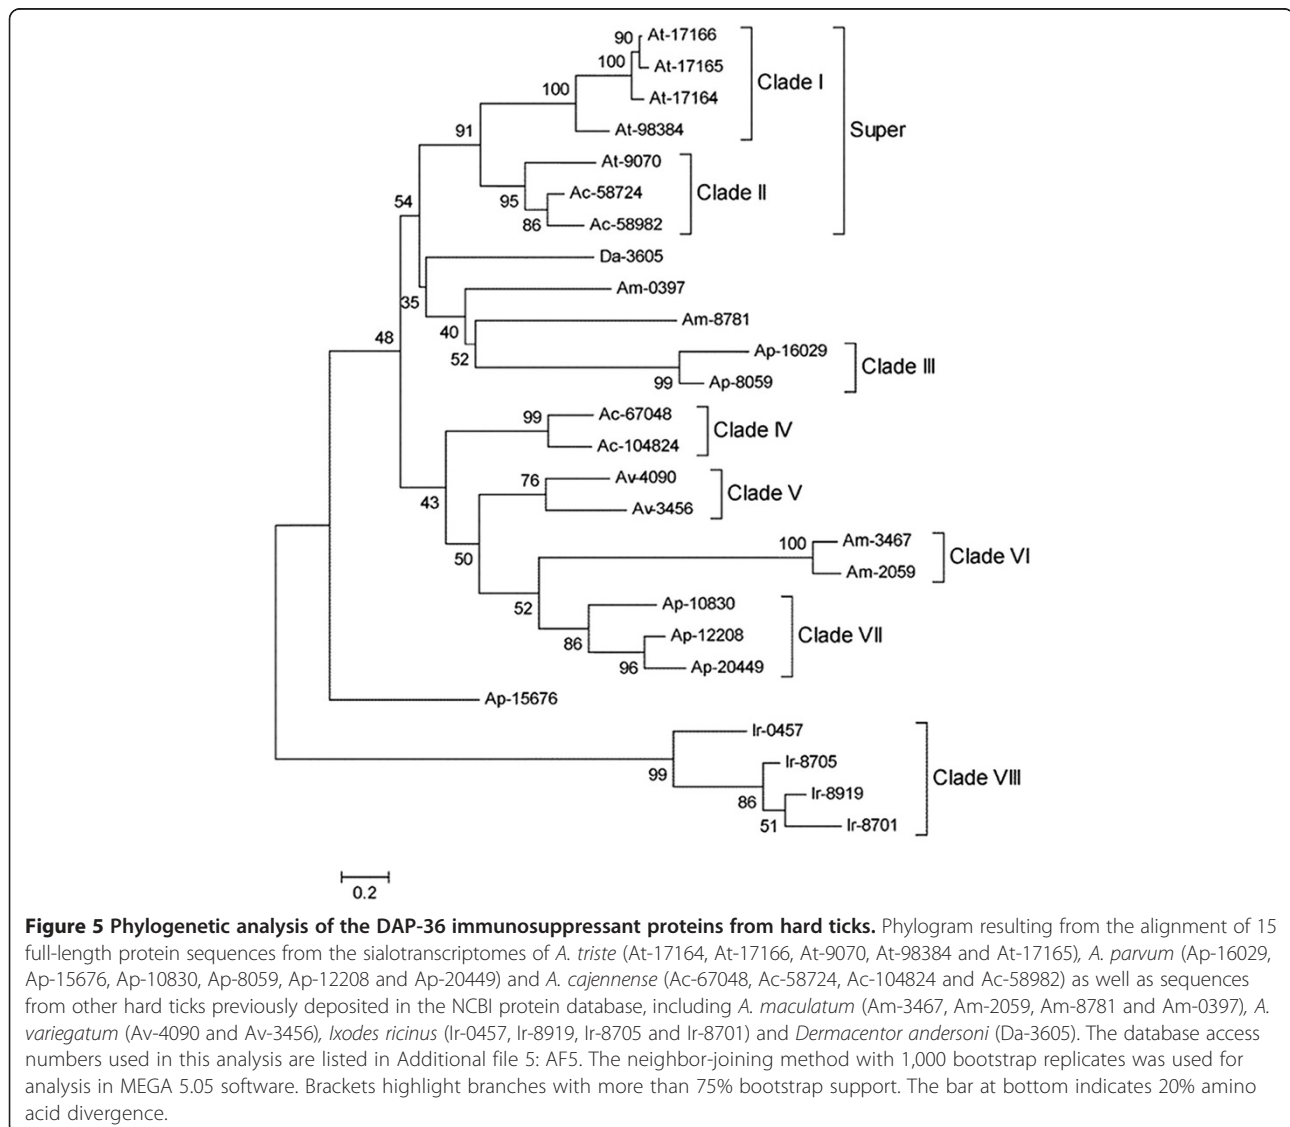 90
At-17166
100
At-17165
Clade I
100
At-17164
91
At-98384
Super
At-9070
95
Ac-58724
Clade II
86
Ac-58982
54
Da-3605
35
Am-0397
40
Am-8781
48
52
Ap-16029
Clade III
99
Ap-8059
99
Ac-67048
Clade IV
Ac-104824
43
76
Av-4090
Clade V
Av-3456
50
100
Am-3467
Clade VI
Am-2059
52
Ap-10830
86
Ap-12208
Clade VII
96
Ap-20449
Ap-15676
Ir-0457
99
Ir-8705
Clade VIII
86
Ir-8919
51
Ir-8701
0.2
Figure 5 Phylogenetic analysis of the DAP-36 immunosuppressant proteins from hard ticks. Phylogram resulting from the alignment of 15
full-length protein sequences from the sialotranscriptomes of A. triste (At-17164, At-17166, At-9070, At-98384 and At-17165), A. parvum (Ap-16029,
Ap-15676, Ap-10830, Ap-8059, Ap-12208 and Ap-20449) and A. cajennense (Ac-67048, Ac-58724, Ac-104824 and Ac-58982) as well as sequences
from other hard ticks previously deposited in the NCBI protein database, including A. maculatum (Am-3467, Am-2059, Am-8781 and Am-0397), A.
variegatum (Av-4090 and Av-3456), Ixodes ricinus (Ir-0457, Ir-8919, Ir-8705 and Ir-8701) and Dermacentor andersoni (Da-3605). The database access
numbers used in this analysis are listed in Additional file 5: AF5. The neighbor-joining method with 1,000 bootstrap replicates was used for
analysis in MEGA 5.05 software. Brackets highlight branches with more than 75% bootstrap support. The bar at bottom indicates 20% amino
acid divergence.